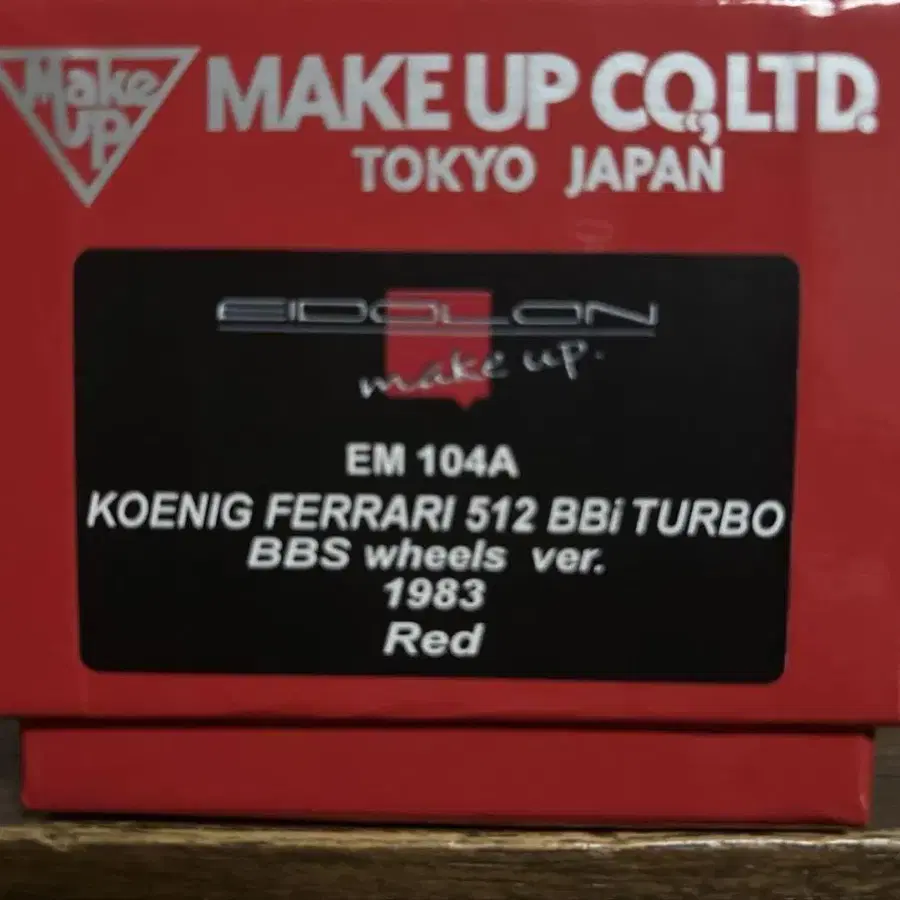 Make
UP
MAKE UP CO.,LTD.
TOKYO JAPAN
EIDOLON
make up.
EM 104A
KOENIG FERRARI 512 BBi TURBO
BBS wheels ver.
1983
Red